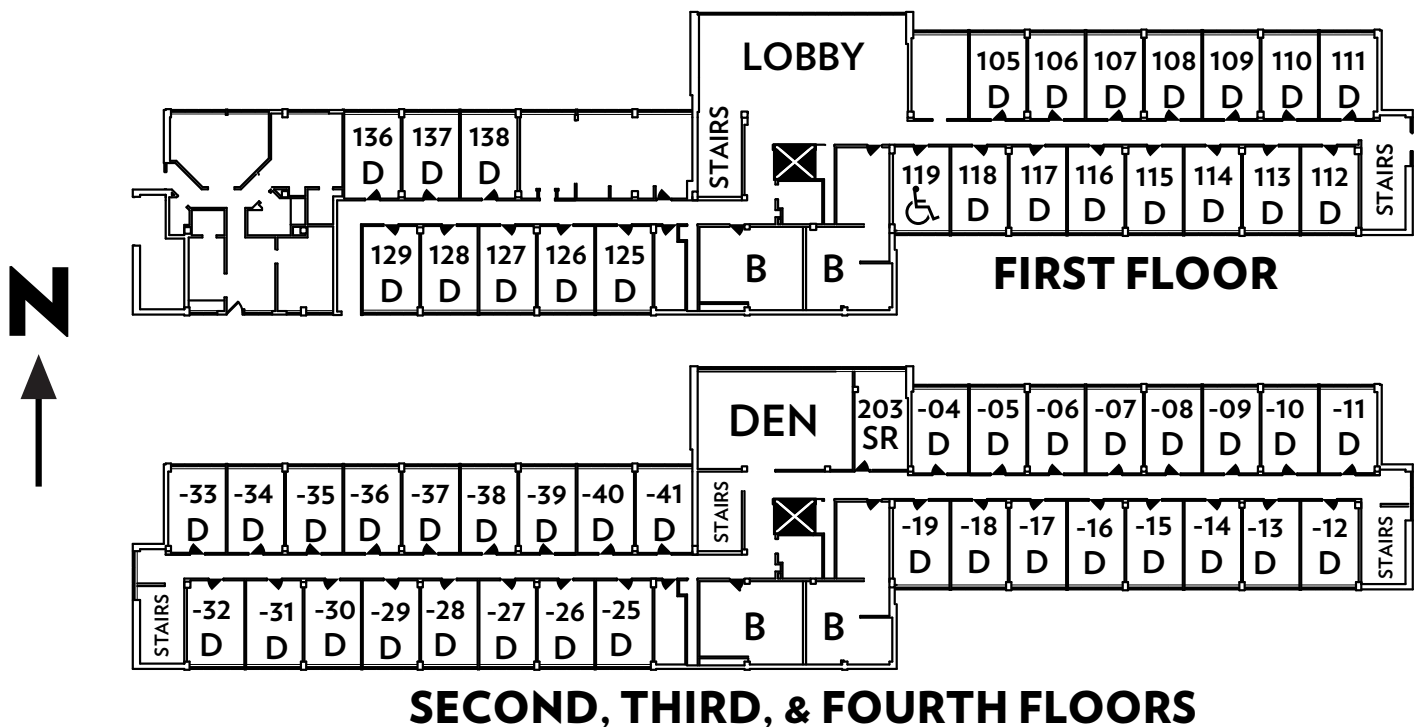 LOBBY
105 106 107 108 109 110 111
D D D D D D D
136 137 138
D D D
STAIRS
119 118 117 116 115 114 113 112
D D D D D D D
STAIRS
129 128 127 126 125
D D D D D
B B
FIRST FLOOR
N
DEN
203
SR
-04 -05 -06 -07 -08 -09 -10 -11
D D D D D D D D
-33 -34 -35 -36 -37 -38 -39 -40 -41
D D D D D D D D D
STAIRS
-19 -18 -17 -16 -15 -14 -13 -12
D D D D D D D D
STAIRS
STAIRS
-32 -31 -30 -29 -28 -27 -26 -25
D D D D D D D D
B B
SECOND, THIRD, & FOURTH FLOORS